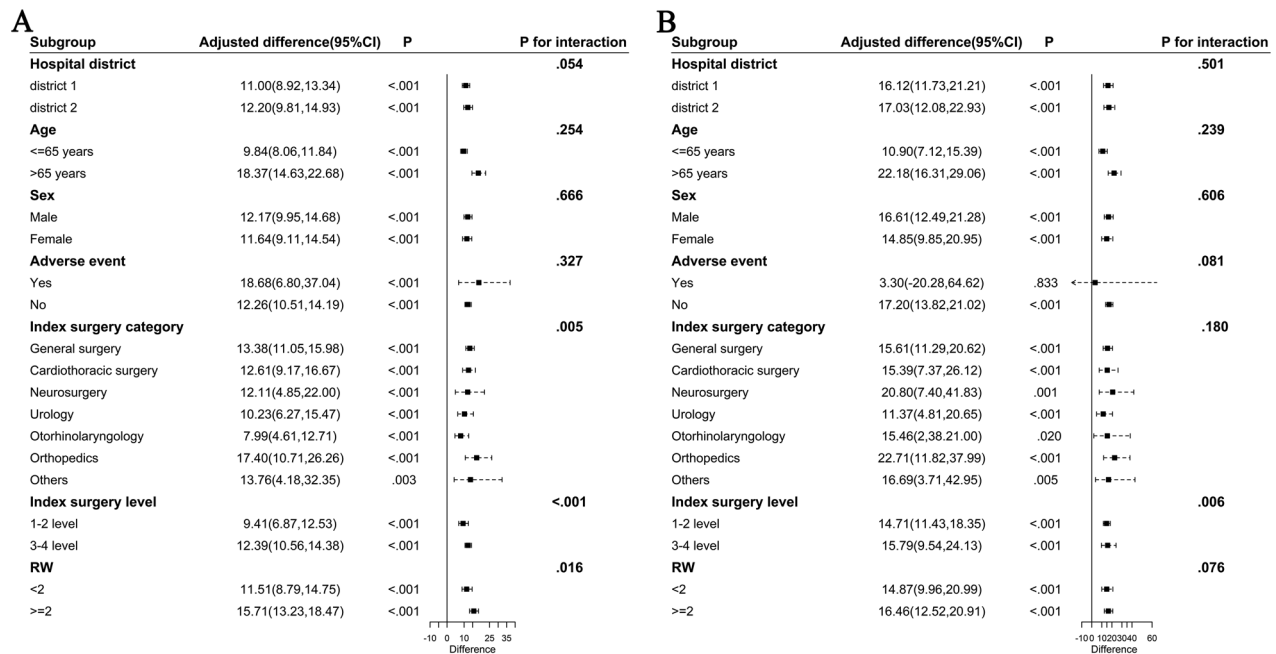 A
Subgroup Adjusted difference(95%CI) P P for interaction
Hospital district .054
district 1 11.00(8.92,13.34) <.001
district 2 12.20(9.81,14.93) <.001
Age .254
<=65 years 9.84(8.06,11.84) <.001
>65 years 18.37(14.63,22.68) <.001
Sex .666
Male 12.17(9.95,14.68) <.001
Female 11.64(9.11,14.54) <.001
Adverse event .327
Yes 18.68(6.80,37.04) <.001
No 12.26(10.51,14.19) <.001
Index surgery category .005
General surgery 13.38(11.05,15.98) <.001
Cardiothoracic surgery 12.61(9.17,16.67) <.001
Neurosurgery 12.11(4.85,22.00) <.001
Urology 10.23(6.27,15.47) <.001
Otorhinolaryngology 7.99(4.61,12.71) <.001
Orthopedics 17.40(10.71,26.26) <.001
Others 13.76(4.18,32.35) .003
Index surgery level <.001
1-2 level 9.41(6.87,12.53) <.001
3-4 level 12.39(10.56,14.38) <.001
RW .016
<2 11.51(8.79,14.75) <.001
>=2 15.71(13.23,18.47) <.001
-10 0 10 25 35
Difference
B
Subgroup Adjusted difference(95%CI) P P for interaction
Hospital district .501
district 1 16.12(11.73,21.21) <.001
district 2 17.03(12.08,22.93) <.001
Age .239
<=65 years 10.90(7.12,15.39) <.001
>65 years 22.18(16.31,29.06) <.001
Sex .606
Male 16.61(12.49,21.28) <.001
Female 14.85(9.85,20.95) <.001
Adverse event .081
Yes 3.30(-20.28,64.62) .833
No 17.20(13.82,21.02) <.001
Index surgery category .180
General surgery 15.61(11.29,20.62) <.001
Cardiothoracic surgery 15.39(7.37,26.12) <.001
Neurosurgery 20.80(7.40,41.83) .001
Urology 11.37(4.81,20.65) <.001
Otorhinolaryngology 15.46(2,38.21.00) .020
Orthopedics 22.71(11.82,37.99) <.001
Others 16.69(3.71,42.95) .005
Index surgery level .006
1-2 level 14.71(11.43,18.35) <.001
3-4 level 15.79(9.54,24.13) <.001
RW .076
<2 14.87(9.96,20.99) <.001
>=2 16.46(12.52,20.91) <.001
-100 10203040 60
Difference